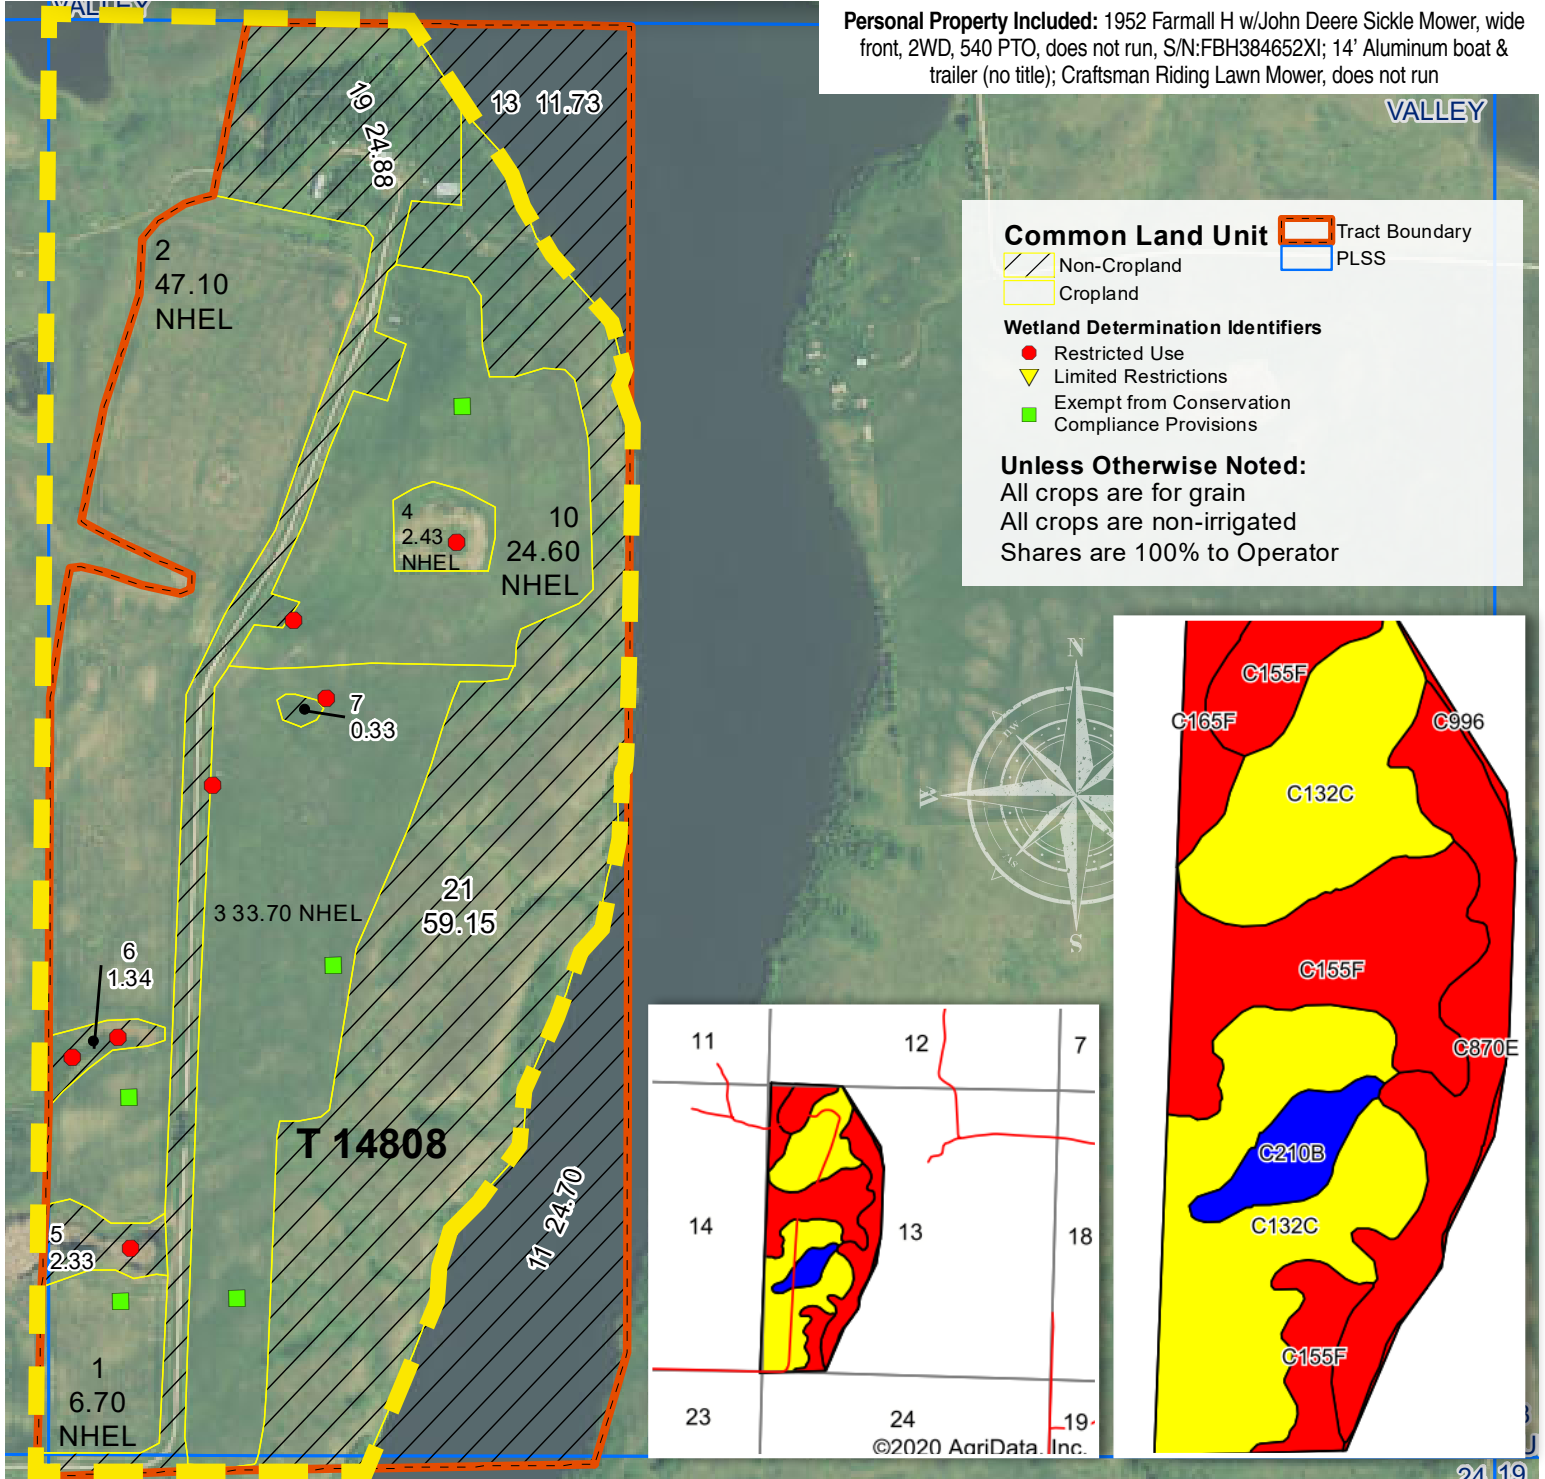 VALLEY
Personal Property Included: 1952 Farmall H w/John Deere Sickle Mower, wide
front, 2WD, 540 PTO, does not run, S/N:FBH384652XI; 14’ Aluminum boat &
trailer (no title); Craftsman Riding Lawn Mower, does not run
VALLEY
19 24.88
13 11.73
2
47.10
NHEL
Common Land Unit
Non-Cropland
Cropland
Tract Boundary
PLSS
Wetland Determination Identifiers
Restricted Use
Limited Restrictions
Exempt from Conservation
Compliance Provisions
Unless Otherwise Noted:
All crops are for grain
All crops are non-irrigated
Shares are 100% to Operator
4
2.43
NHEL
10
24.60
NHEL
7
0.33
3 33.70 NHEL
21
59.15
6
1.34
T 14808
11 24.70
5
2.33
1
6.70
NHEL
N
nw
W
S
C155F
C165F
C996
C132C
C155F
C870E
C210B
C132C
C155F
11
12
7
14
13
18
23
24
19
©2020 AgriData, Inc.
24 19